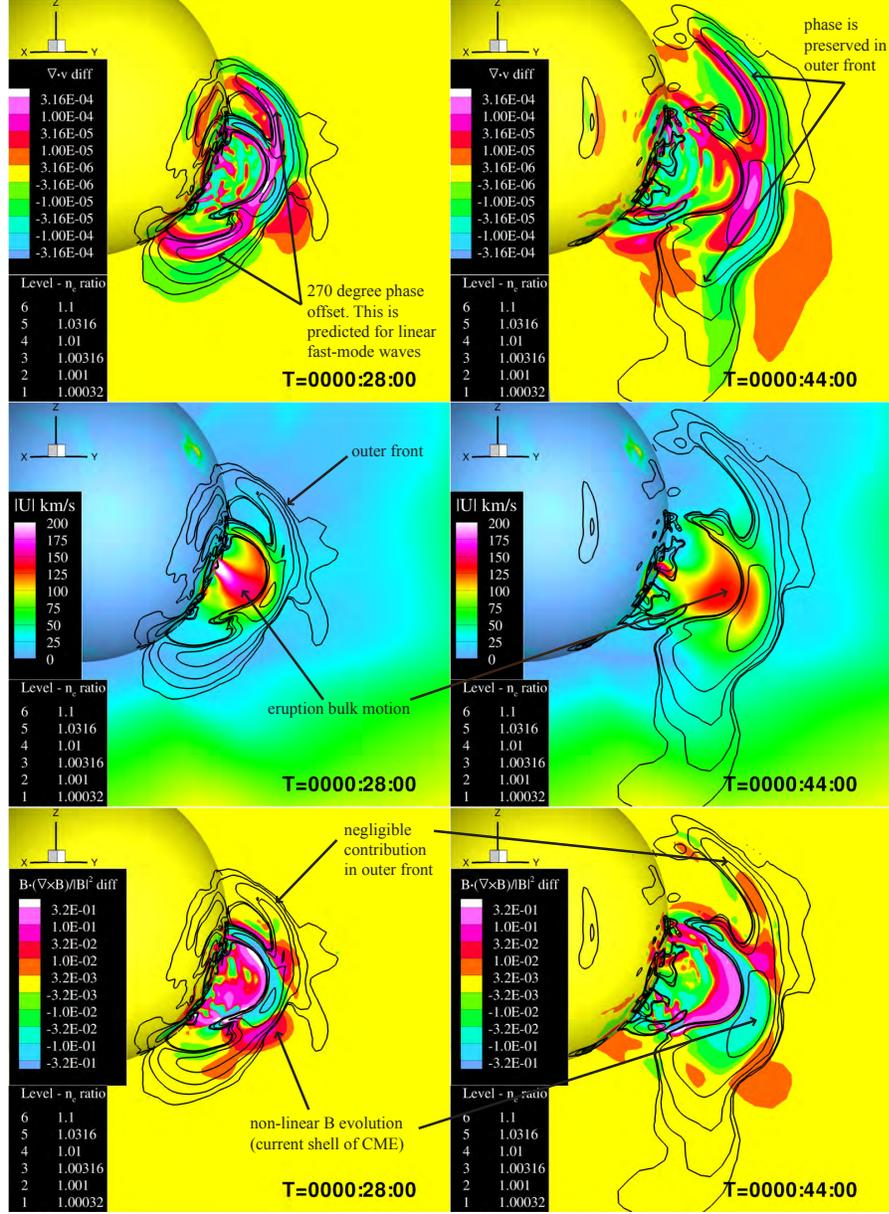 Z
X Y
∇·v diff
3.16E-04
1.00E-04
3.16E-05
3.16E-06
-3.16E-06
-1.00E-05
-3.16E-05
-1.00E-04
-3.16E-04
Level - n_e ratio
6 1.1
5 1.0316
4 1.01
3 1.00316
2 1.001
1 1.00032
270 degree phase
offset. This is
predicted for linear
fast-mode waves
T=0000:28:00
Z
X Y
∇·v diff
3.16E-04
1.00E-04
3.16E-05
3.16E-06
-3.16E-06
-1.00E-05
-3.16E-05
-1.00E-04
-3.16E-04
Level - n_e ratio
6 1.1
5 1.0316
4 1.01
3 1.00316
2 1.001
1 1.00032
phase is
preserved in
outer front
T=0000:44:00
Z
X Y
|U| km/s
200
175
150
125
100
75
50
25
0
Level - n_e ratio
6 1.1
5 1.0316
4 1.01
3 1.00316
2 1.001
1 1.00032
outer front
eruption bulk motion
T=0000:28:00
Z
X Y
|U| km/s
200
175
150
125
100
75
50
25
0
Level - n_e ratio
6 1.1
5 1.0316
4 1.01
3 1.00316
2 1.001
1 1.00032
T=0000:44:00
Z
X Y
B·(∇×B)/|B|² diff
3.2E-01
1.0E-01
3.2E-02
1.0E-02
3.2E-03
-3.2E-03
-1.0E-02
-3.2E-02
-1.0E-01
-3.2E-01
Level - n_e ratio
6 1.1
5 1.0316
4 1.01
3 1.00316
2 1.001
1 1.00032
negligible
contribution
in outer front
non-linear B evolution
(current shell of CME)
T=0000:28:00
Z
X Y
B·(∇×B)/|B|² diff
3.2E-01
1.0E-01
3.2E-02
1.0E-02
3.2E-03
-3.2E-03
-1.0E-02
-3.2E-02
-1.0E-01
-3.2E-01
Level - n_e ratio
6 1.1
5 1.0316
4 1.01
3 1.00316
2 1.001
1 1.00032
T=0000:44:00